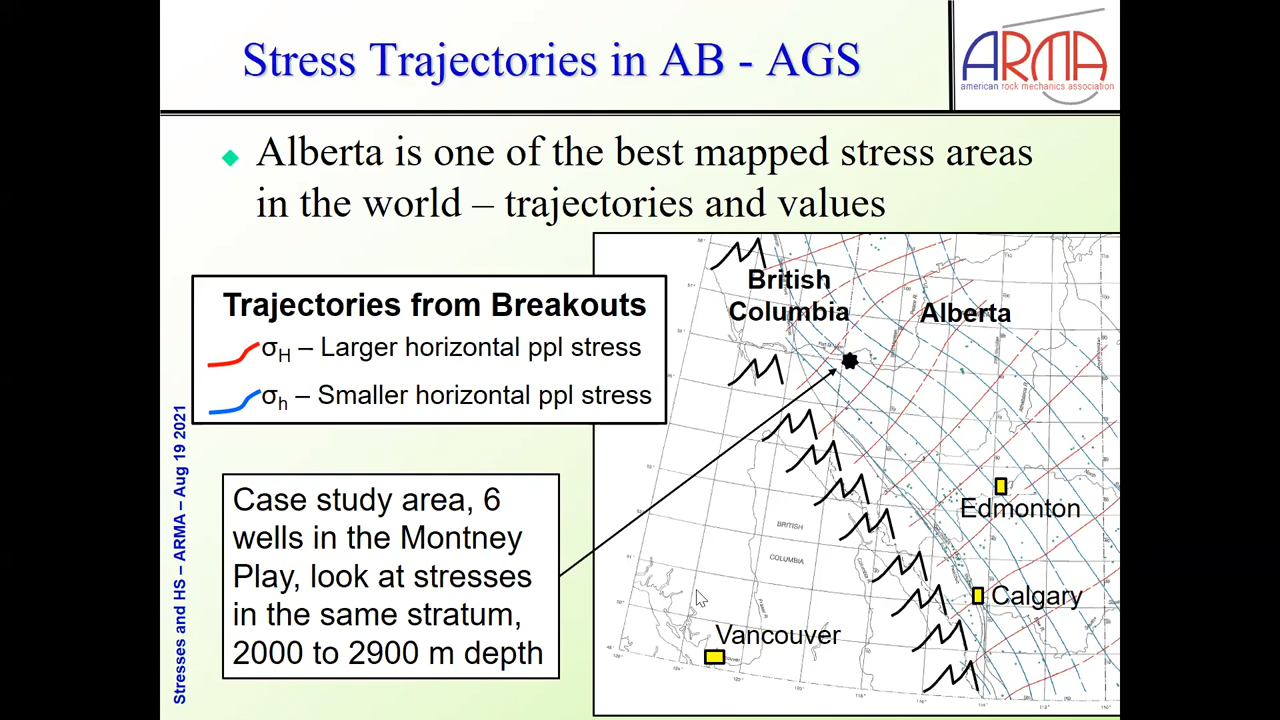 Stress Trajectories in AB - AGS
ARMA
american rock mechanics association
Alberta is one of the best mapped stress areas
in the world – trajectories and values
Trajectories from Breakouts
σH – Larger horizontal ppl stress
σh – Smaller horizontal ppl stress
Case study area, 6
wells in the Montney
Play, look at stresses
in the same stratum,
2000 to 2900 m depth
British
Columbia
Alberta
Edmonton
Calgary
Vancouver
BRITISH
COLUMBIA
Stresses and HS – ARMA – Aug 19 2021